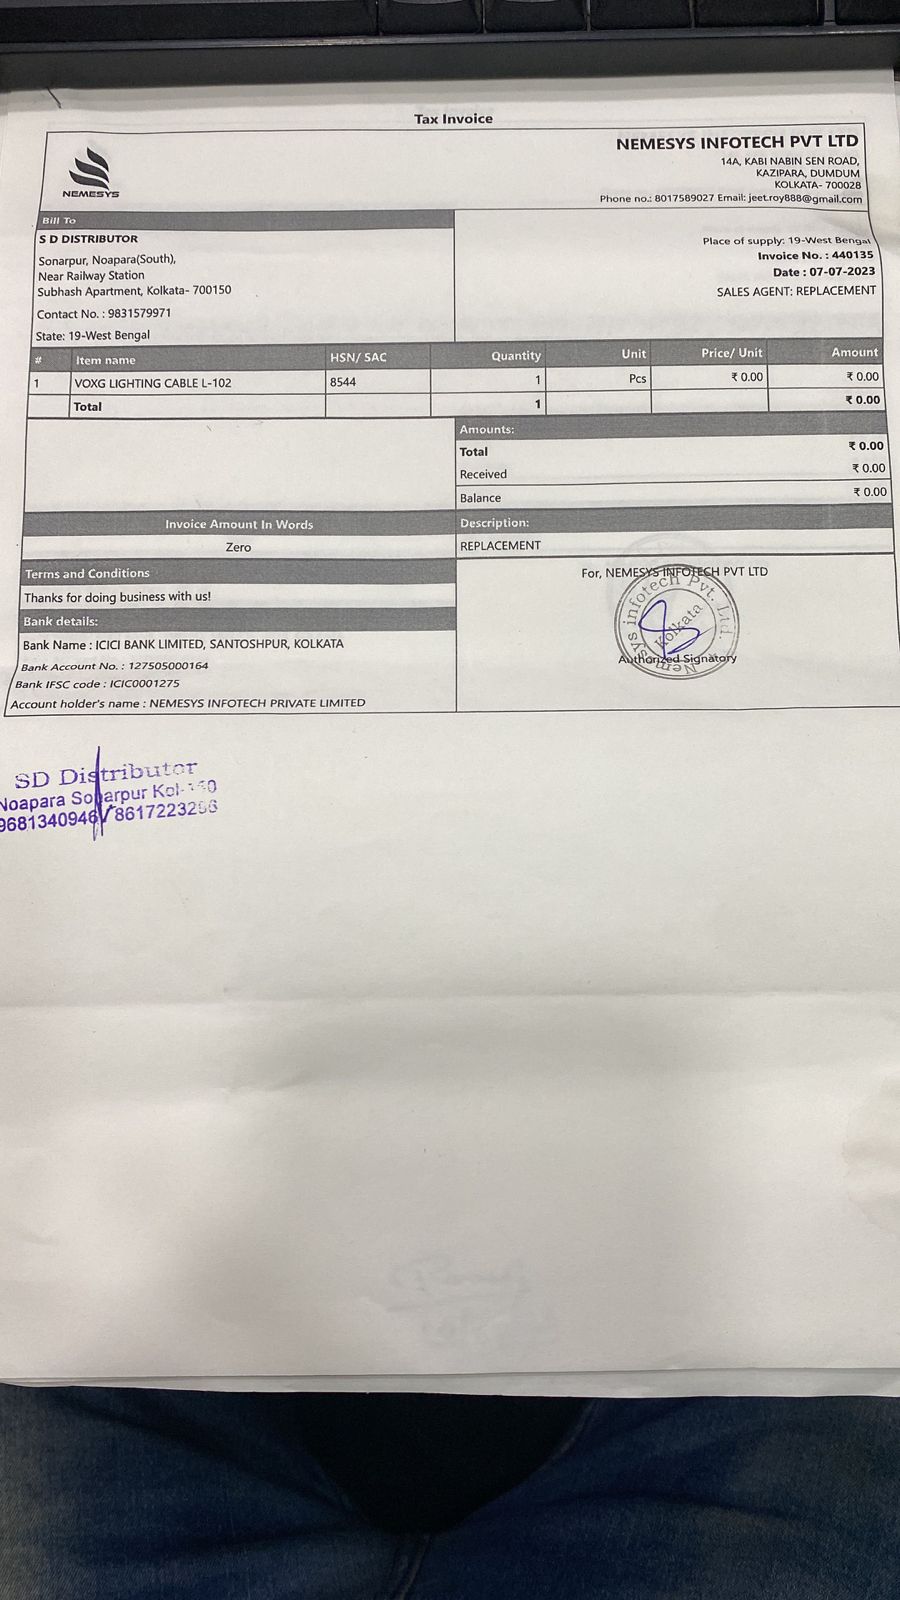 Tax Invoice
NEMESYS
NEMESYS INFOTECH PVT LTD
14A, KABI NABIN SEN ROAD,
KAZIPARA, DUMDUM
KOLKATA- 700028
Phone no.: 8017589027 Email: jeet.roy888@gmail.com
Bill To
S D DISTRIBUTOR
Sonarpur, Noapara(South),
Near Railway Station
Subhash Apartment, Kolkata- 700150
Contact No. : 9831579971
State: 19-West Bengal
Place of supply: 19-West Bengal
Invoice No. : 440135
Date : 07-07-2023
SALES AGENT: REPLACEMENT
# Item name HSN/ SAC Quantity Unit Price/ Unit Amount
1 VOXG LIGHTING CABLE L-102 8544 1 Pcs ₹ 0.00 ₹ 0.00
Total 1 ₹ 0.00
Amounts:
Total ₹ 0.00
Received ₹ 0.00
Balance ₹ 0.00
Invoice Amount In Words
Zero
Description:
REPLACEMENT
Terms and Conditions
Thanks for doing business with us!
Bank details:
Bank Name : ICICI BANK LIMITED, SANTOSHPUR, KOLKATA
Bank Account No. : 127505000164
Bank IFSC code : ICIC0001275
Account holder's name : NEMESYS INFOTECH PRIVATE LIMITED
For, NEMESYS INFOTECH PVT LTD
Nemesys infotech Pvt. Ltd.
Kolkata
Authorized Signatory
SD Distributor
Noapara Sonarpur
9681340946/